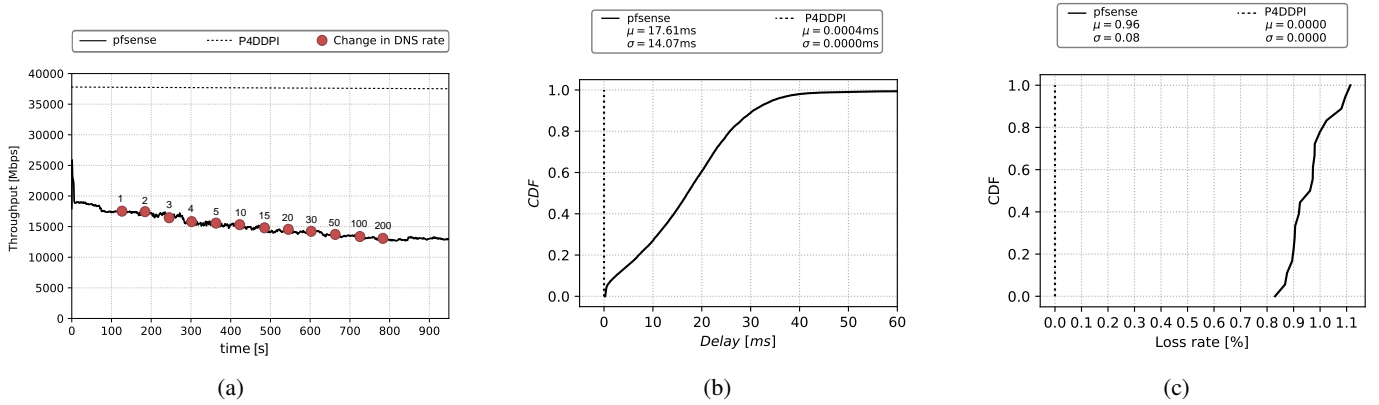 pfsense P4DDPI Change in DNS rate
40000
35000
30000
25000
20000
15000
10000
5000
0
Throughput [Mbps]
1 2 3 4 5 10 15 20 30 50 100 200
0 100 200 300 400 500 600 700 800 900
time [s]
(a)
pfsense P4DDPI
μ = 17.61ms μ = 0.0004ms
σ = 14.07ms σ = 0.0000ms
1.0
0.8
0.6
0.4
0.2
0.0
CDF
0 10 20 30 40 50 60
Delay [ms]
(b)
pfsense P4DDPI
μ = 0.96 μ = 0.0000
σ = 0.08 σ = 0.0000
1.0
0.8
0.6
0.4
0.2
0.0
CDF
0.0 0.1 0.2 0.3 0.4 0.5 0.6 0.7 0.8 0.9 1.0 1.1
Loss rate [%]
(c)